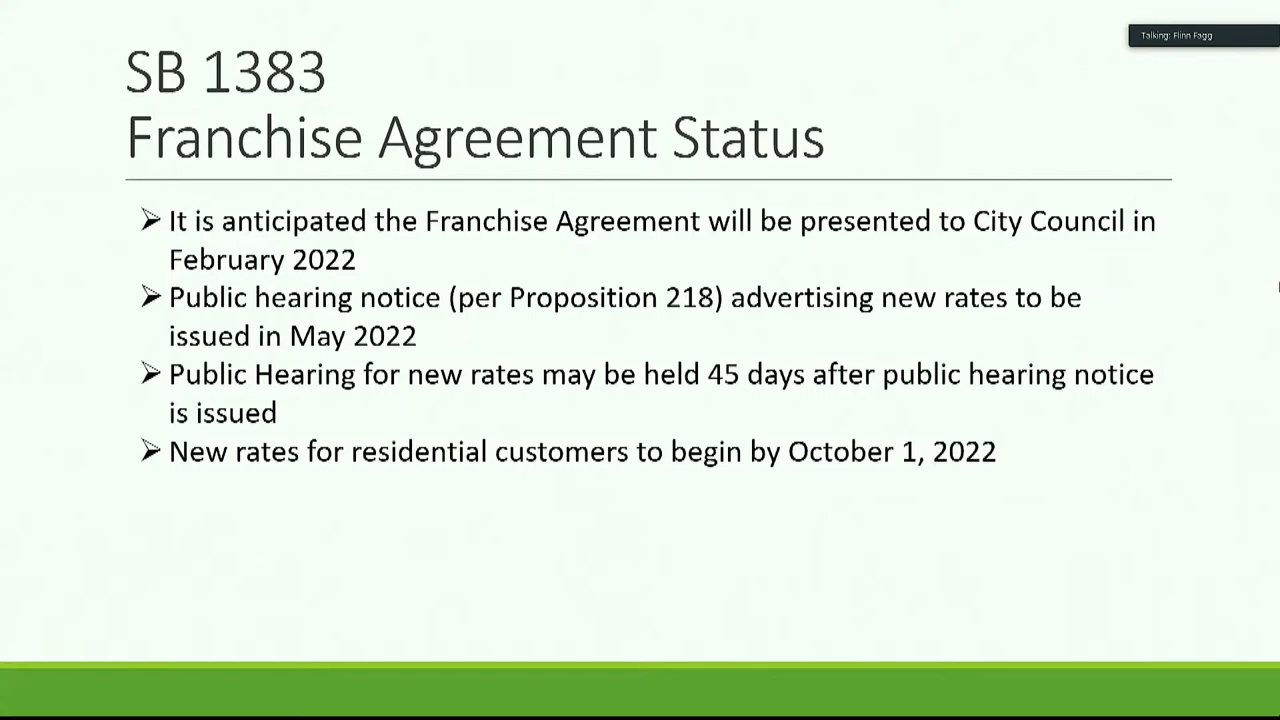 Talking: Flinn Fagg
SB 1383
Franchise Agreement Status
It is anticipated the Franchise Agreement will be presented to City Council in
February 2022
Public hearing notice (per Proposition 218) advertising new rates to be
issued in May 2022
Public Hearing for new rates may be held 45 days after public hearing notice
is issued
New rates for residential customers to begin by October 1, 2022